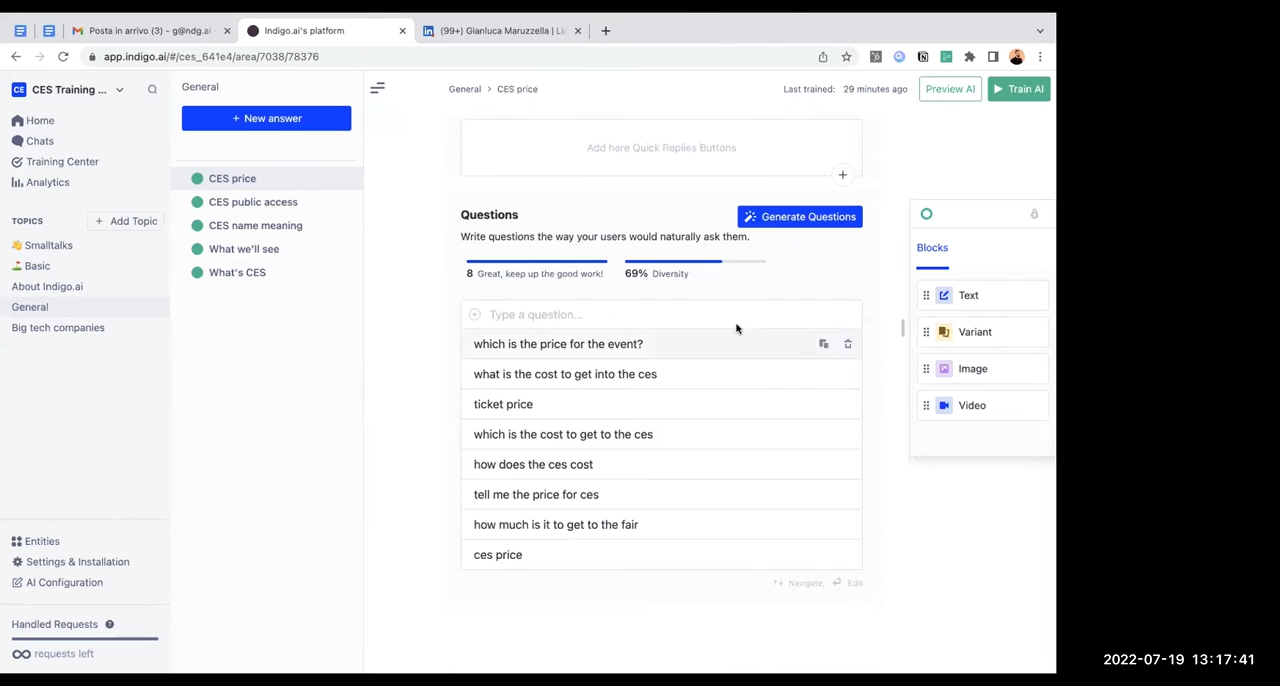 Posta in arrivo (3) - g@ndg.ai
Indigo.ai's platform
(99+) Gianluca Maruzzella | Li
app.indigo.ai/#/ces_641e4/area/7038/78376
CE CES Training ...
Home
Chats
Training Center
Analytics
TOPICS
+ Add Topic
👋 Smalltalks
⛳ Basic
About Indigo.ai
General
Big tech companies
Entities
Settings & Installation
AI Configuration
Handled Requests
requests left
General
+ New answer
CES price
CES public access
CES name meaning
What we'll see
What's CES
General > CES price
Last trained: 29 minutes ago
Preview AI
Train AI
Add here Quick Replies Buttons
Questions
Generate Questions
Write questions the way your users would naturally ask them.
8 Great, keep up the good work!
69% Diversity
Type a question...
which is the price for the event?
what is the cost to get into the ces
ticket price
which is the cost to get to the ces
how does the ces cost
tell me the price for ces
how much is it to get to the fair
ces price
Navigate,
Edit
Blocks
Text
Variant
Image
Video
2022-07-19 13:17:41